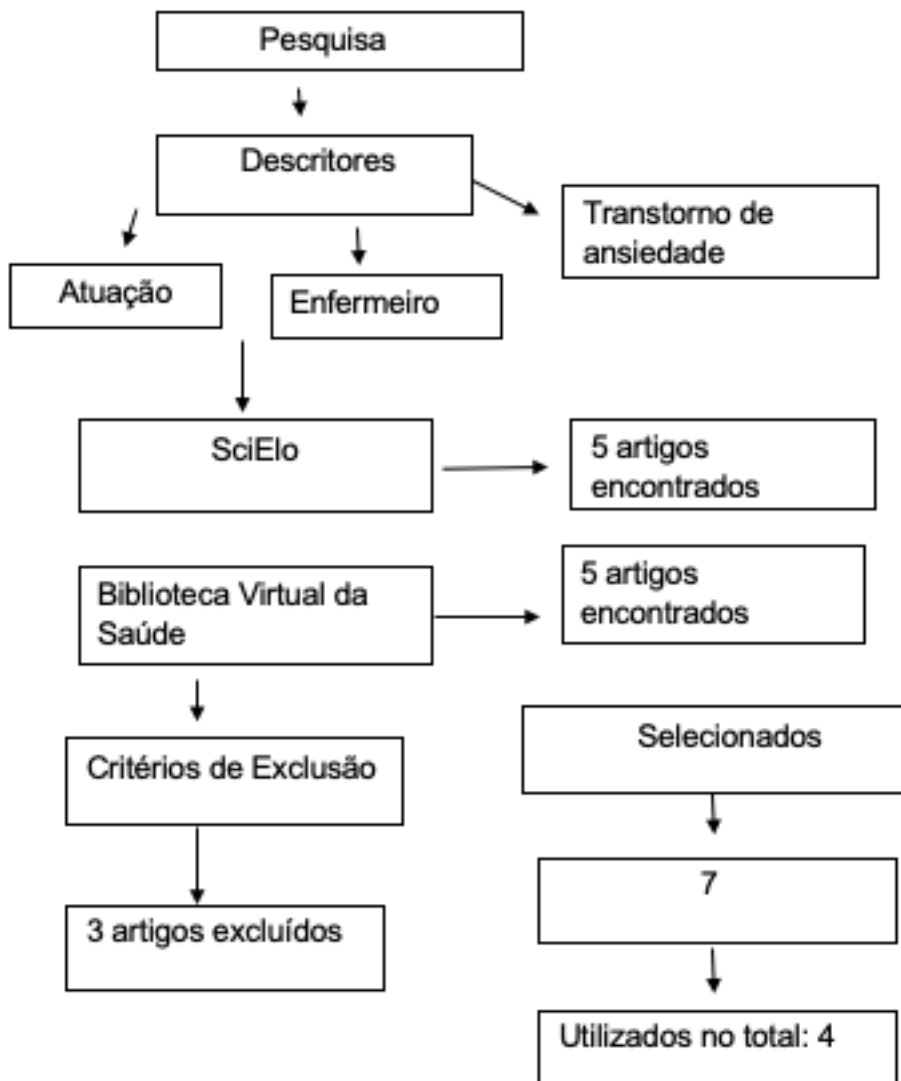 Pesquisa
Descritores
Transtorno de
ansiedade
Atuação
Enfermeiro
SciElo
5 artigos
encontrados
Biblioteca Virtual da
Saúde
5 artigos
encontrados
Critérios de Exclusão
3 artigos excluídos
Selecionados
7
Utilizados no total: 4